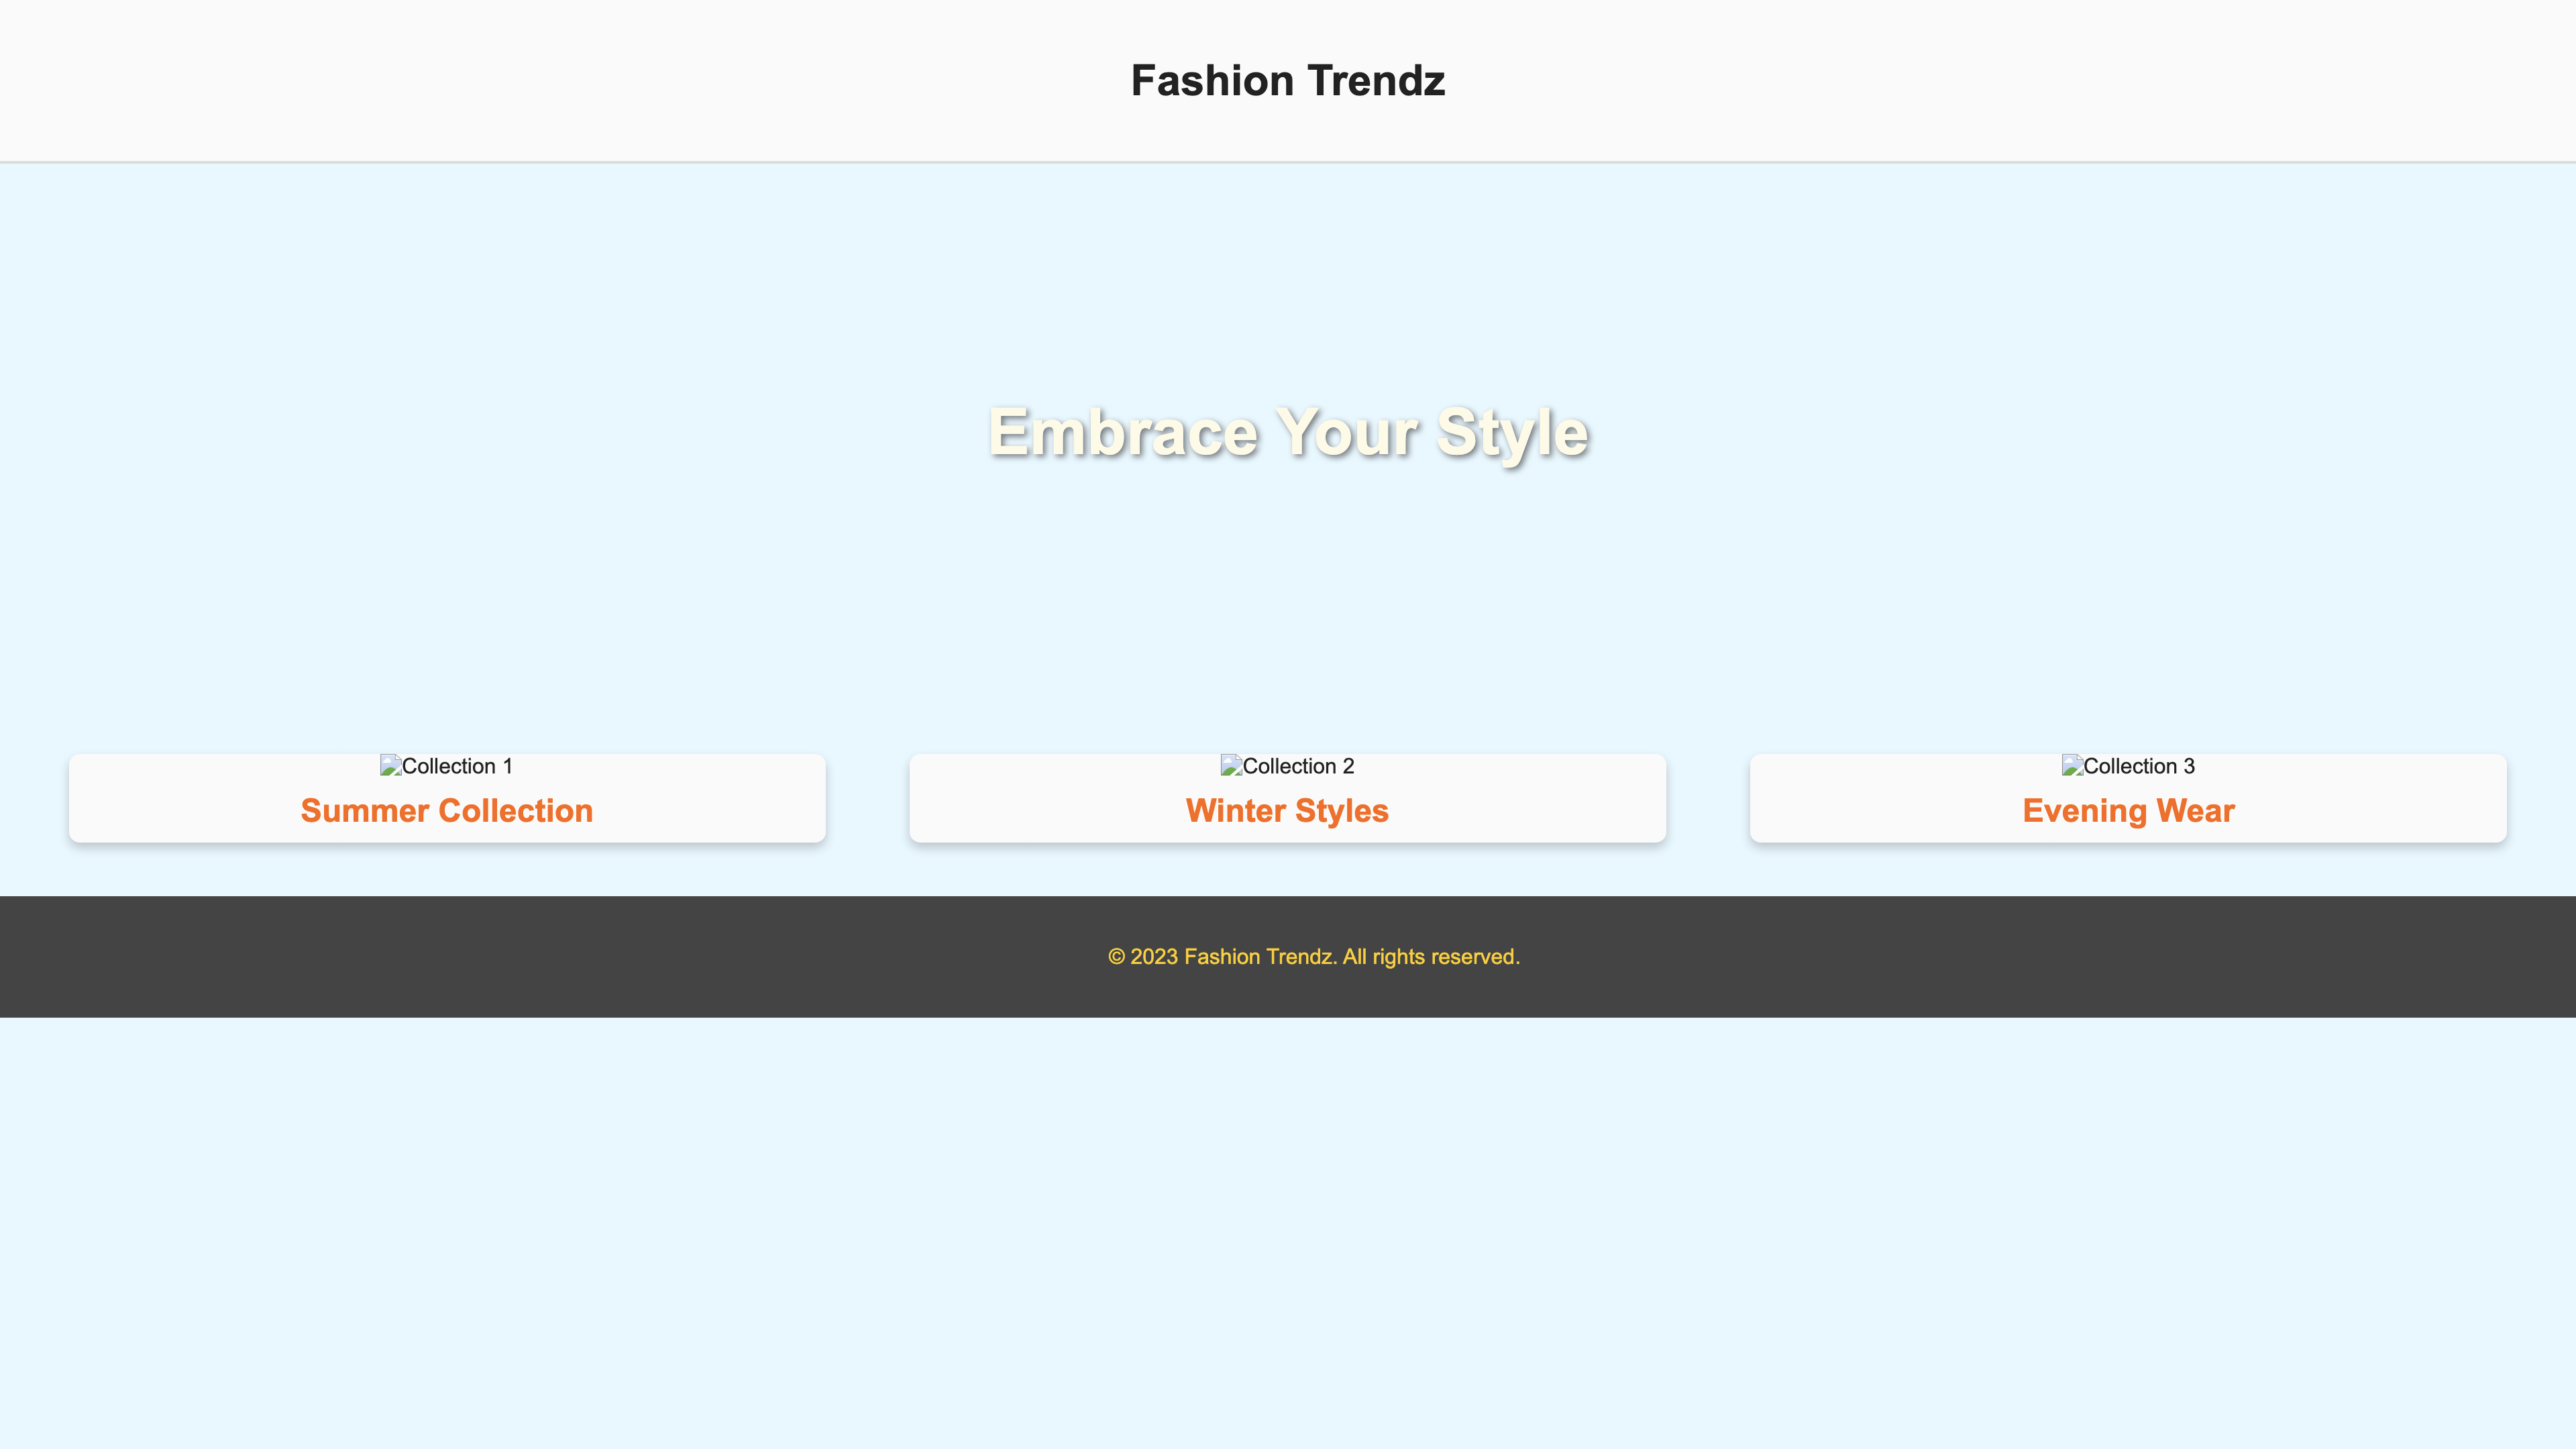 Fashion Trendz
Embrace Your Style
Collection 1
Summer Collection
Collection 2
Winter Styles
Collection 3
Evening Wear
© 2023 Fashion Trendz. All rights reserved.